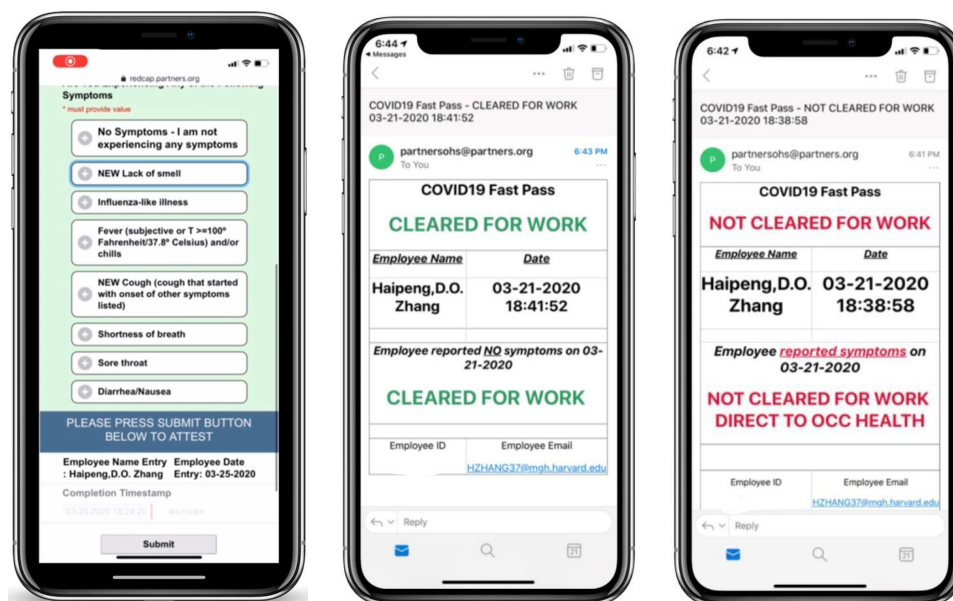 redcap.partners.org
Symptoms
* must provide value
No Symptoms - I am not
experiencing any symptoms
NEW Lack of smell
Influenza-like illness
Fever (subjective or T >=100°
Fahrenheit/37.8° Celsius) and/or
chills
NEW Cough (cough that started
with onset of other symptoms
listed)
Shortness of breath
Sore throat
Diarrhea/Nausea
PLEASE PRESS SUBMIT BUTTON
BELOW TO ATTEST
Employee Name Entry Employee Date
: Haipeng,D.O. Zhang Entry: 03-25-2020
Completion Timestamp
03-25-2020 18:24:20
Submit
6:44
Messages
COVID19 Fast Pass - CLEARED FOR WORK
03-21-2020 18:41:52
P
partnersohs@partners.org 6:43 PM
To You
COVID19 Fast Pass
CLEARED FOR WORK
Employee Name Date
Haipeng,D.O. 03-21-2020
Zhang 18:41:52
Employee reported NO symptoms on 03-
21-2020
CLEARED FOR WORK
Employee ID Employee Email
HZHANG37@mgh.harvard.edu
Reply
21
6:42
COVID19 Fast Pass - NOT CLEARED FOR WORK
03-21-2020 18:38:58
P
partnersohs@partners.org 6:41 PM
To You
COVID19 Fast Pass
NOT CLEARED FOR WORK
Employee Name Date
Haipeng,D.O. 03-21-2020
Zhang 18:38:58
Employee reported symptoms on
03-21-2020
NOT CLEARED FOR WORK
DIRECT TO OCC HEALTH
Employee ID Employee Email
HZHANG37@mgh.harvard.edu
Reply
21